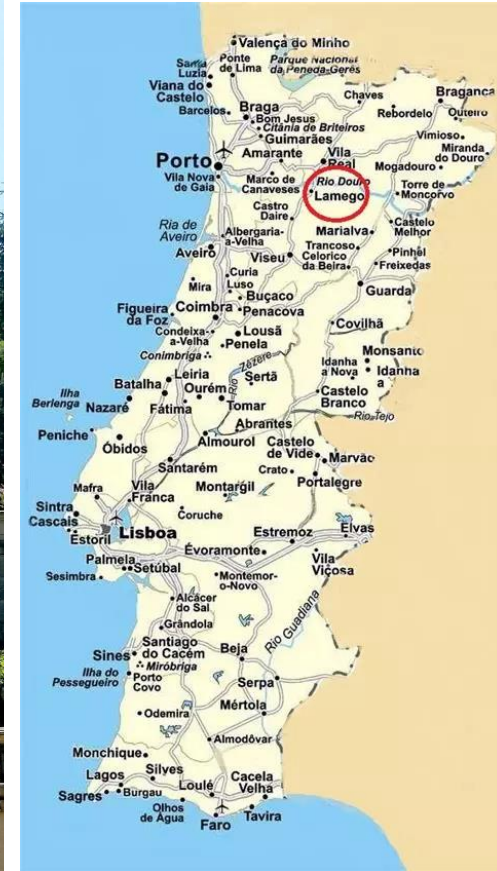 Valença do Minho
Santa
Luzia
Ponte
de Lima
Parque Nacional
da Peneda-Gerês
Viana do
Castelo
Chaves
Bragança
Barcelos
Braga
Bom Jesus
Citânia de Briteiros
Rebordelo
Outeiro
Guimarães
Vimioso
Porto
Amarante
Vila
Real
Miranda
do Douro
Mogadouro
Vila Nova
de Gaia
Marco de
Canaveses
Rio Douro
Lamego
Torre de
Moncorvo
Castro
Daire
Castelo
Melhor
Ria de
Aveiro
Albergaria-
a-Velha
Marialva
Aveiro
Viseu
Trancoso
Celorico
da Beira
Pinhel
Freixedas
Curia
Luso
Mira
Buçaco
Guarda
Figueira
da Foz
Coimbra
Penacova
Condeixa-
a-Velha
Lousã
Covilhã
Conimbriga
Penela
Monsanto
Rio Zêzere
Idanha
a Nova
Idanha
a
Leiria
Sertã
Batalha
Ourém
Ilha
Berlenga
Nazaré
Fátima
Tomar
Castelo
Branco
Rio Tejo
Peniche
Abrantes
Óbidos
Almourol
Castelo
de Vide
Marvão
Santarém
Crato
Portalegre
Mafra
Vila
Franca
Montargil
Sintra
Coruche
Cascais
Lisboa
Estoril
Estremoz
Elvas
Évoramonte
Palmela
Setúbal
Vila
Viçosa
Sesimbra
Montemor-
o-Novo
Alcácer
do Sal
Rio Guadiana
Grândola
Santiago
do Cacém
Sines
Beja
Miróbriga
Ilha do
Pessegueiro
Porto
Covo
Serpa
Mértola
Odemira
Almodôvar
Monchique
Lagos
Silves
Cacela
Velha
Sagres
Burgau
Loulé
Olhos
de Água
Faro
Tavira